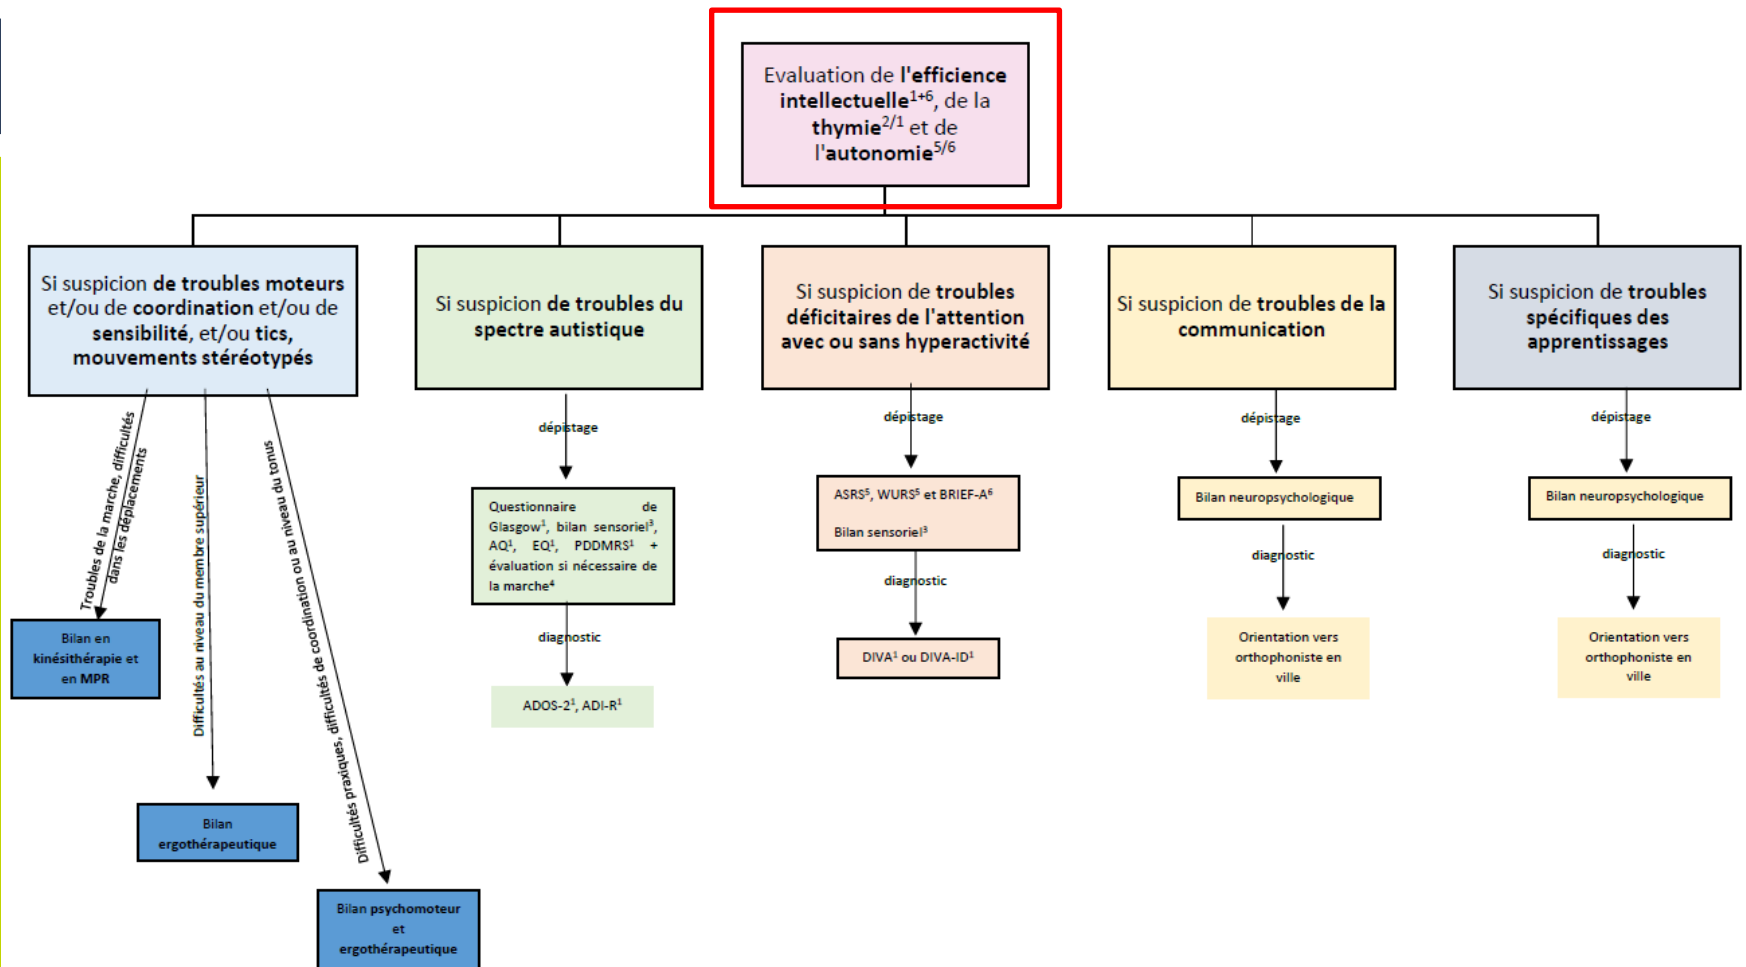 Evaluation de l'efficience
intellectuelle1+6, de la
thymie2/1 et de
l'autonomie5/6
Si suspicion de troubles moteurs
et/ou de coordination et/ou de
sensibilité, et/ou tics,
mouvements stéréotypés
Si suspicion de troubles du
spectre autistique
Si suspicion de troubles
déficitaires de l'attention
avec ou sans hyperactivité
Si suspicion de troubles de la
communication
Si suspicion de troubles
spécifiques des
apprentissages
Troubles de la marche, difficultés
dans les déplacements
Difficultés au niveau du membre supérieur
Difficultés praxiques, difficultés de coordination ou au niveau du tonus
Bilan en
kinésithérapie et
en MPR
Bilan
ergothérapeutique
Bilan psychomoteur
et
ergothérapeutique
dépistage
Questionnaire de
Glasgow1, bilan sensoriel3,
AQ1, EQ1, PDDMRS1 +
évaluation si nécessaire de
la marche4
diagnostic
ADOS-21, ADI-R1
dépistage
ASRS5, WURS5 et BRIEF-A6
Bilan sensoriel3
diagnostic
DIVA1 ou DIVA-ID1
dépistage
Bilan neuropsychologique
diagnostic
Orientation vers
orthophoniste en
ville
dépistage
Bilan neuropsychologique
diagnostic
Orientation vers
orthophoniste en
ville